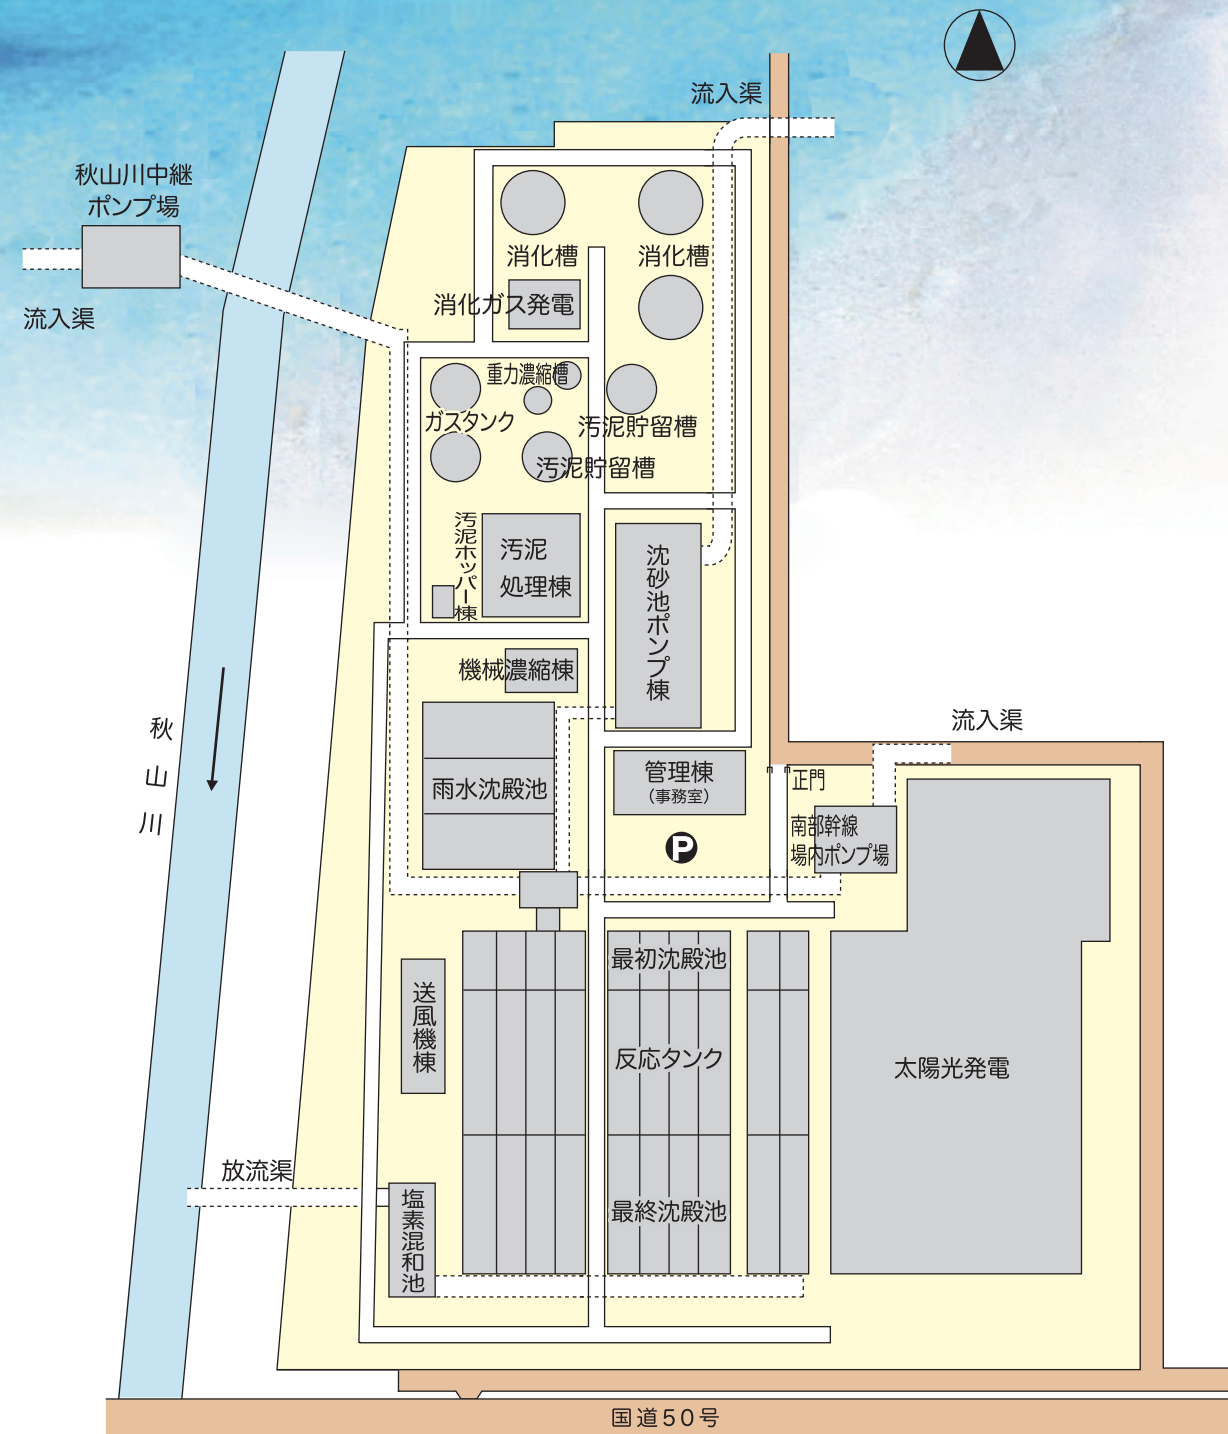 流入渠
秋山川中継
ポンプ場
流入渠
消化槽
消化槽
消化ガス発電
重力濃縮槽
ガスタンク
汚泥貯留槽
汚泥貯留槽
汚泥ホッパー棟
汚泥
処理棟
沈砂池ポンプ棟
機械濃縮棟
秋山川
流入渠
雨水沈殿池
管理棟
（事務室）
正門
P
南部幹線
場内ポンプ場
最初沈殿池
送風機棟
反応タンク
太陽光発電
放流渠
塩素混和池
最終沈殿池
国道50号